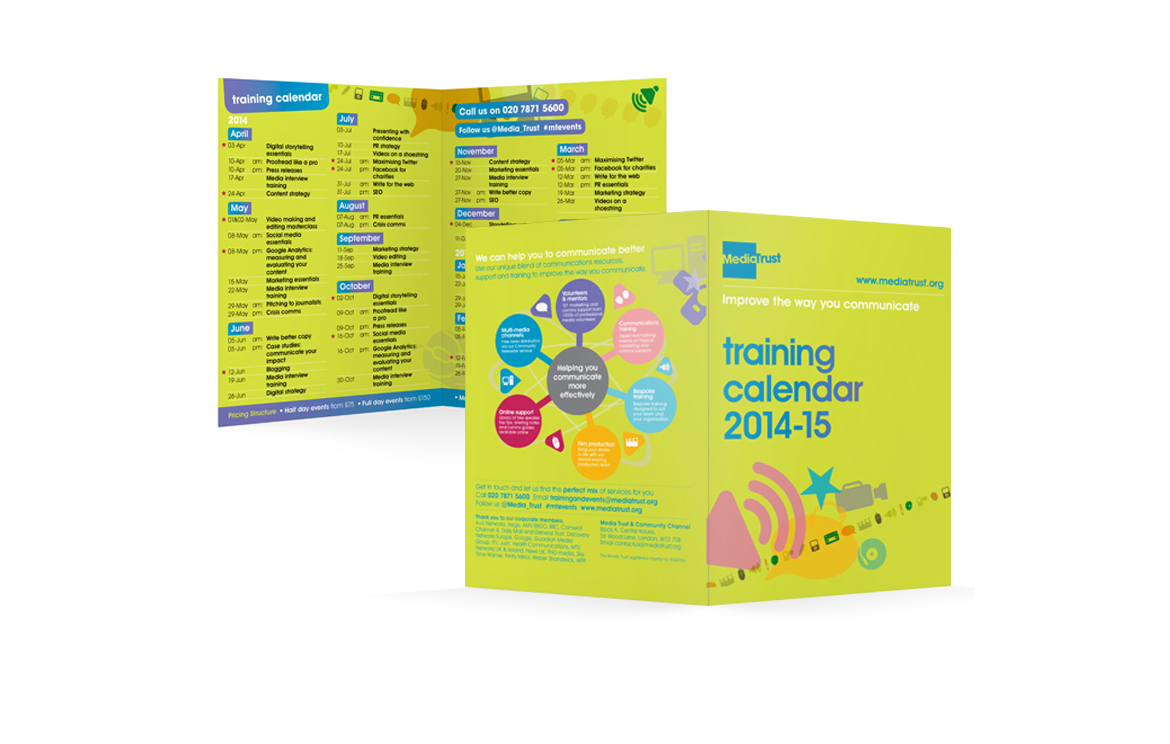 training calendar
2014
April
03-Apr Digital storytelling
essentials
10-Apr am: Proofread like a pro
10-Apr pm: Press releases
17-Apr Media interview
training
24-Apr Content strategy
May
01&02-May Video making and
editing masterclass
08-May am: Social media
essentials
08-May pm: Google Analytics:
measuring and
evaluating your
content
15-May Marketing essentials
22-May Media interview
training
29-May am: Pitching to journalists
29-May pm: Crisis comms
June
05-Jun am: Write better copy
05-Jun pm: Case studies:
communicate your
impact
12-Jun Blogging
19-Jun Media interview
training
26-Jun Digital strategy
July
03-Jul Presenting with
confidence
10-Jul PR strategy
17-Jul Videos on a shoestring
24-Jul am: Maximising Twitter
24-Jul pm: Facebook for
charities
31-Jul am: Write for the web
31-Jul pm: SEO
August
07-Aug am: PR essentials
07-Aug pm: Crisis comms
September
11-Sep Marketing strategy
18-Sep Video editing
25-Sep Media interview
training
October
02-Oct Digital storytelling
essentials
09-Oct am: Proofread like
a pro
09-Oct pm: Press releases
16-Oct am: Social media
essentials
16-Oct pm: Google Analytics:
measuring and
evaluating your
content
30-Oct Media interview
training
Pricing Structure • Half day events from £75 • Full day events from £350
Call us on 020 7871 5600
Follow us @Media_Trust #mtevents
November
13-Nov Content strategy
20-Nov Marketing essentials
27-Nov Media interview
training
27-Nov am: Write better copy
27-Nov pm: SEO
December
04-Dec
March
05-Mar am: Maximising Twitter
05-Mar pm: Facebook for charities
12-Mar am: Write for the web
12-Mar pm: PR essentials
19-Mar Marketing strategy
26-Mar Videos on a
shoestring
We can help you to communicate better
Use our unique blend of communications resources,
support and training to improve the way you communicate.
Volunteers
& mentors
Communications
training
Bespoke
training
Film production
Online support
Multi-media
channels
Helping you
communicate
more
effectively
Get in touch and let us find the perfect mix of services for you
Call 020 7871 5600 Email trainingandevents@mediatrust.org
Follow us @Media_Trust #mtevents www.mediatrust.org
Thank you to our corporate members,
Media Trust & Community Channel
MediaTrust
www.mediatrust.org
Improve the way you communicate
training
calendar
2014-15